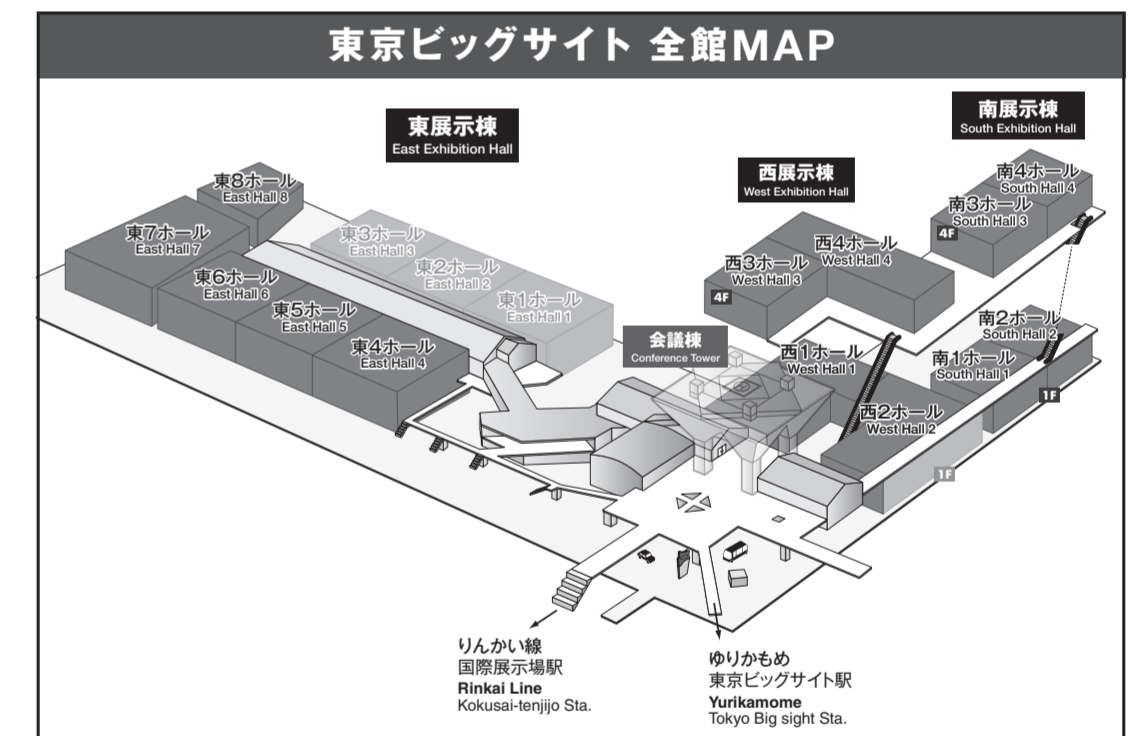 東京ビッグサイト 全館MAP
東展示棟
East Exhibition Hall
南展示棟
South Exhibition Hall
西展示棟
West Exhibition Hall
東8ホール
East Hall 8
東7ホール
East Hall 7
東6ホール
East Hall 6
東5ホール
East Hall 5
東4ホール
East Hall 4
東3ホール
East Hall 3
東2ホール
East Hall 2
東1ホール
East Hall 1
会議棟
Conference Tower
西3ホール
West Hall 3
4F
西4ホール
West Hall 4
西1ホール
West Hall 1
西2ホール
West Hall 2
1F
南4ホール
South Hall 4
南3ホール
South Hall 3
4F
南2ホール
South Hall 2
南1ホール
South Hall 1
1F
りんかい線
国際展示場駅
Rinkai Line
Kokusai-tenjijo Sta.
ゆりかもめ
東京ビッグサイト駅
Yurikamome
Tokyo Big sight Sta.